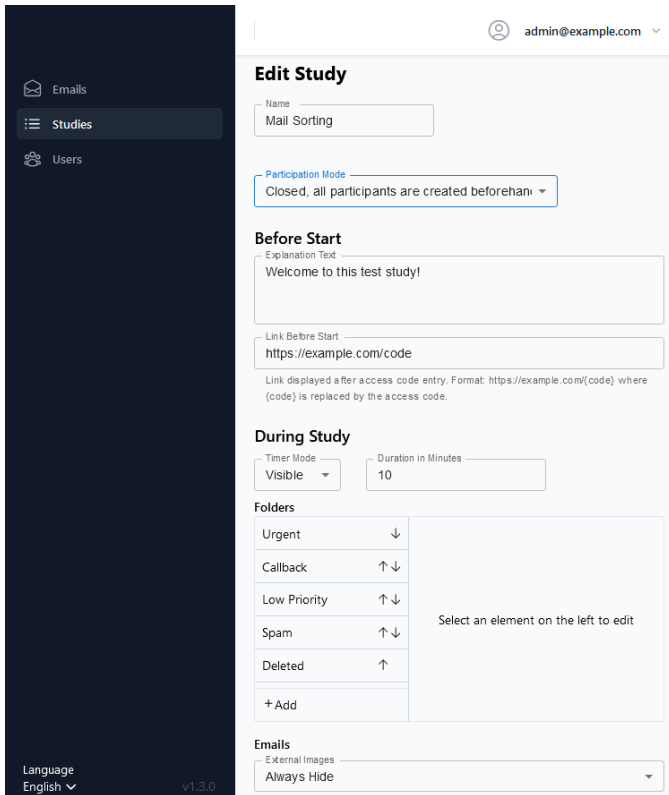 admin@example.com
Emails
Studies
Users
Edit Study
Name
Mail Sorting
Participation Mode
Closed, all participants are created beforehan
Before Start
Explanation Text
Welcome to this test study!
Link Before Start
https://example.com/code
Link displayed after access code entry. Format: https://example.com/{code} where
{code} is replaced by the access code.
During Study
Timer Mode
Visible
Duration in Minutes
10
Folders
Urgent
Callback
Low Priority
Spam
Deleted
+ Add
Select an element on the left to edit
Emails
External Images
Always Hide
Language
English
v1.3.0